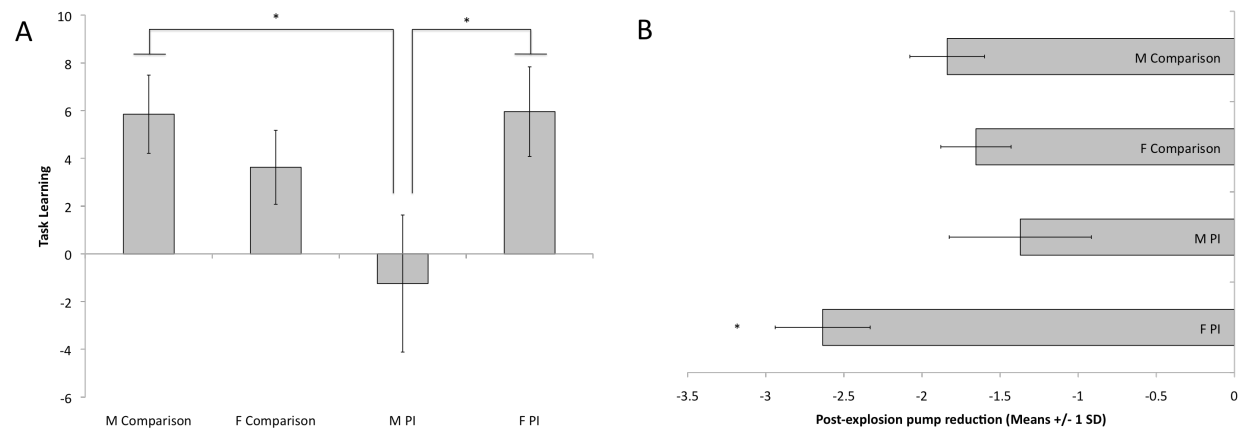 A
10
8
6
4
2
0
-2
-4
-6
Task Learning
*
*
M Comparison
F Comparison
M PI
F PI
B
M Comparison
F Comparison
M PI
F PI
*
-3.5
-3
-2.5
-2
-1.5
-1
-0.5
0
Post-explosion pump reduction (Means +/- 1 SD)